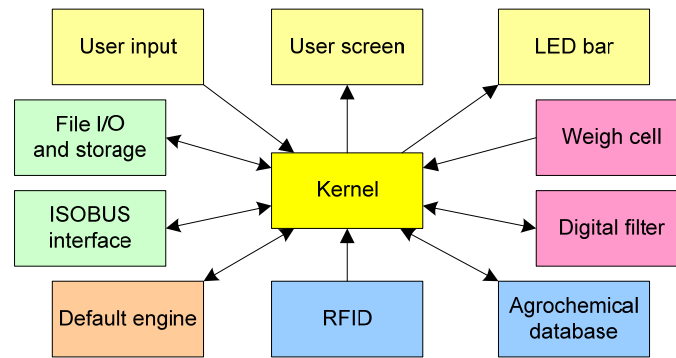 User input
User screen
LED bar
File I/O
and storage
Weigh cell
Kernel
ISOBUS
interface
Digital filter
Default engine
RFID
Agrochemical
database